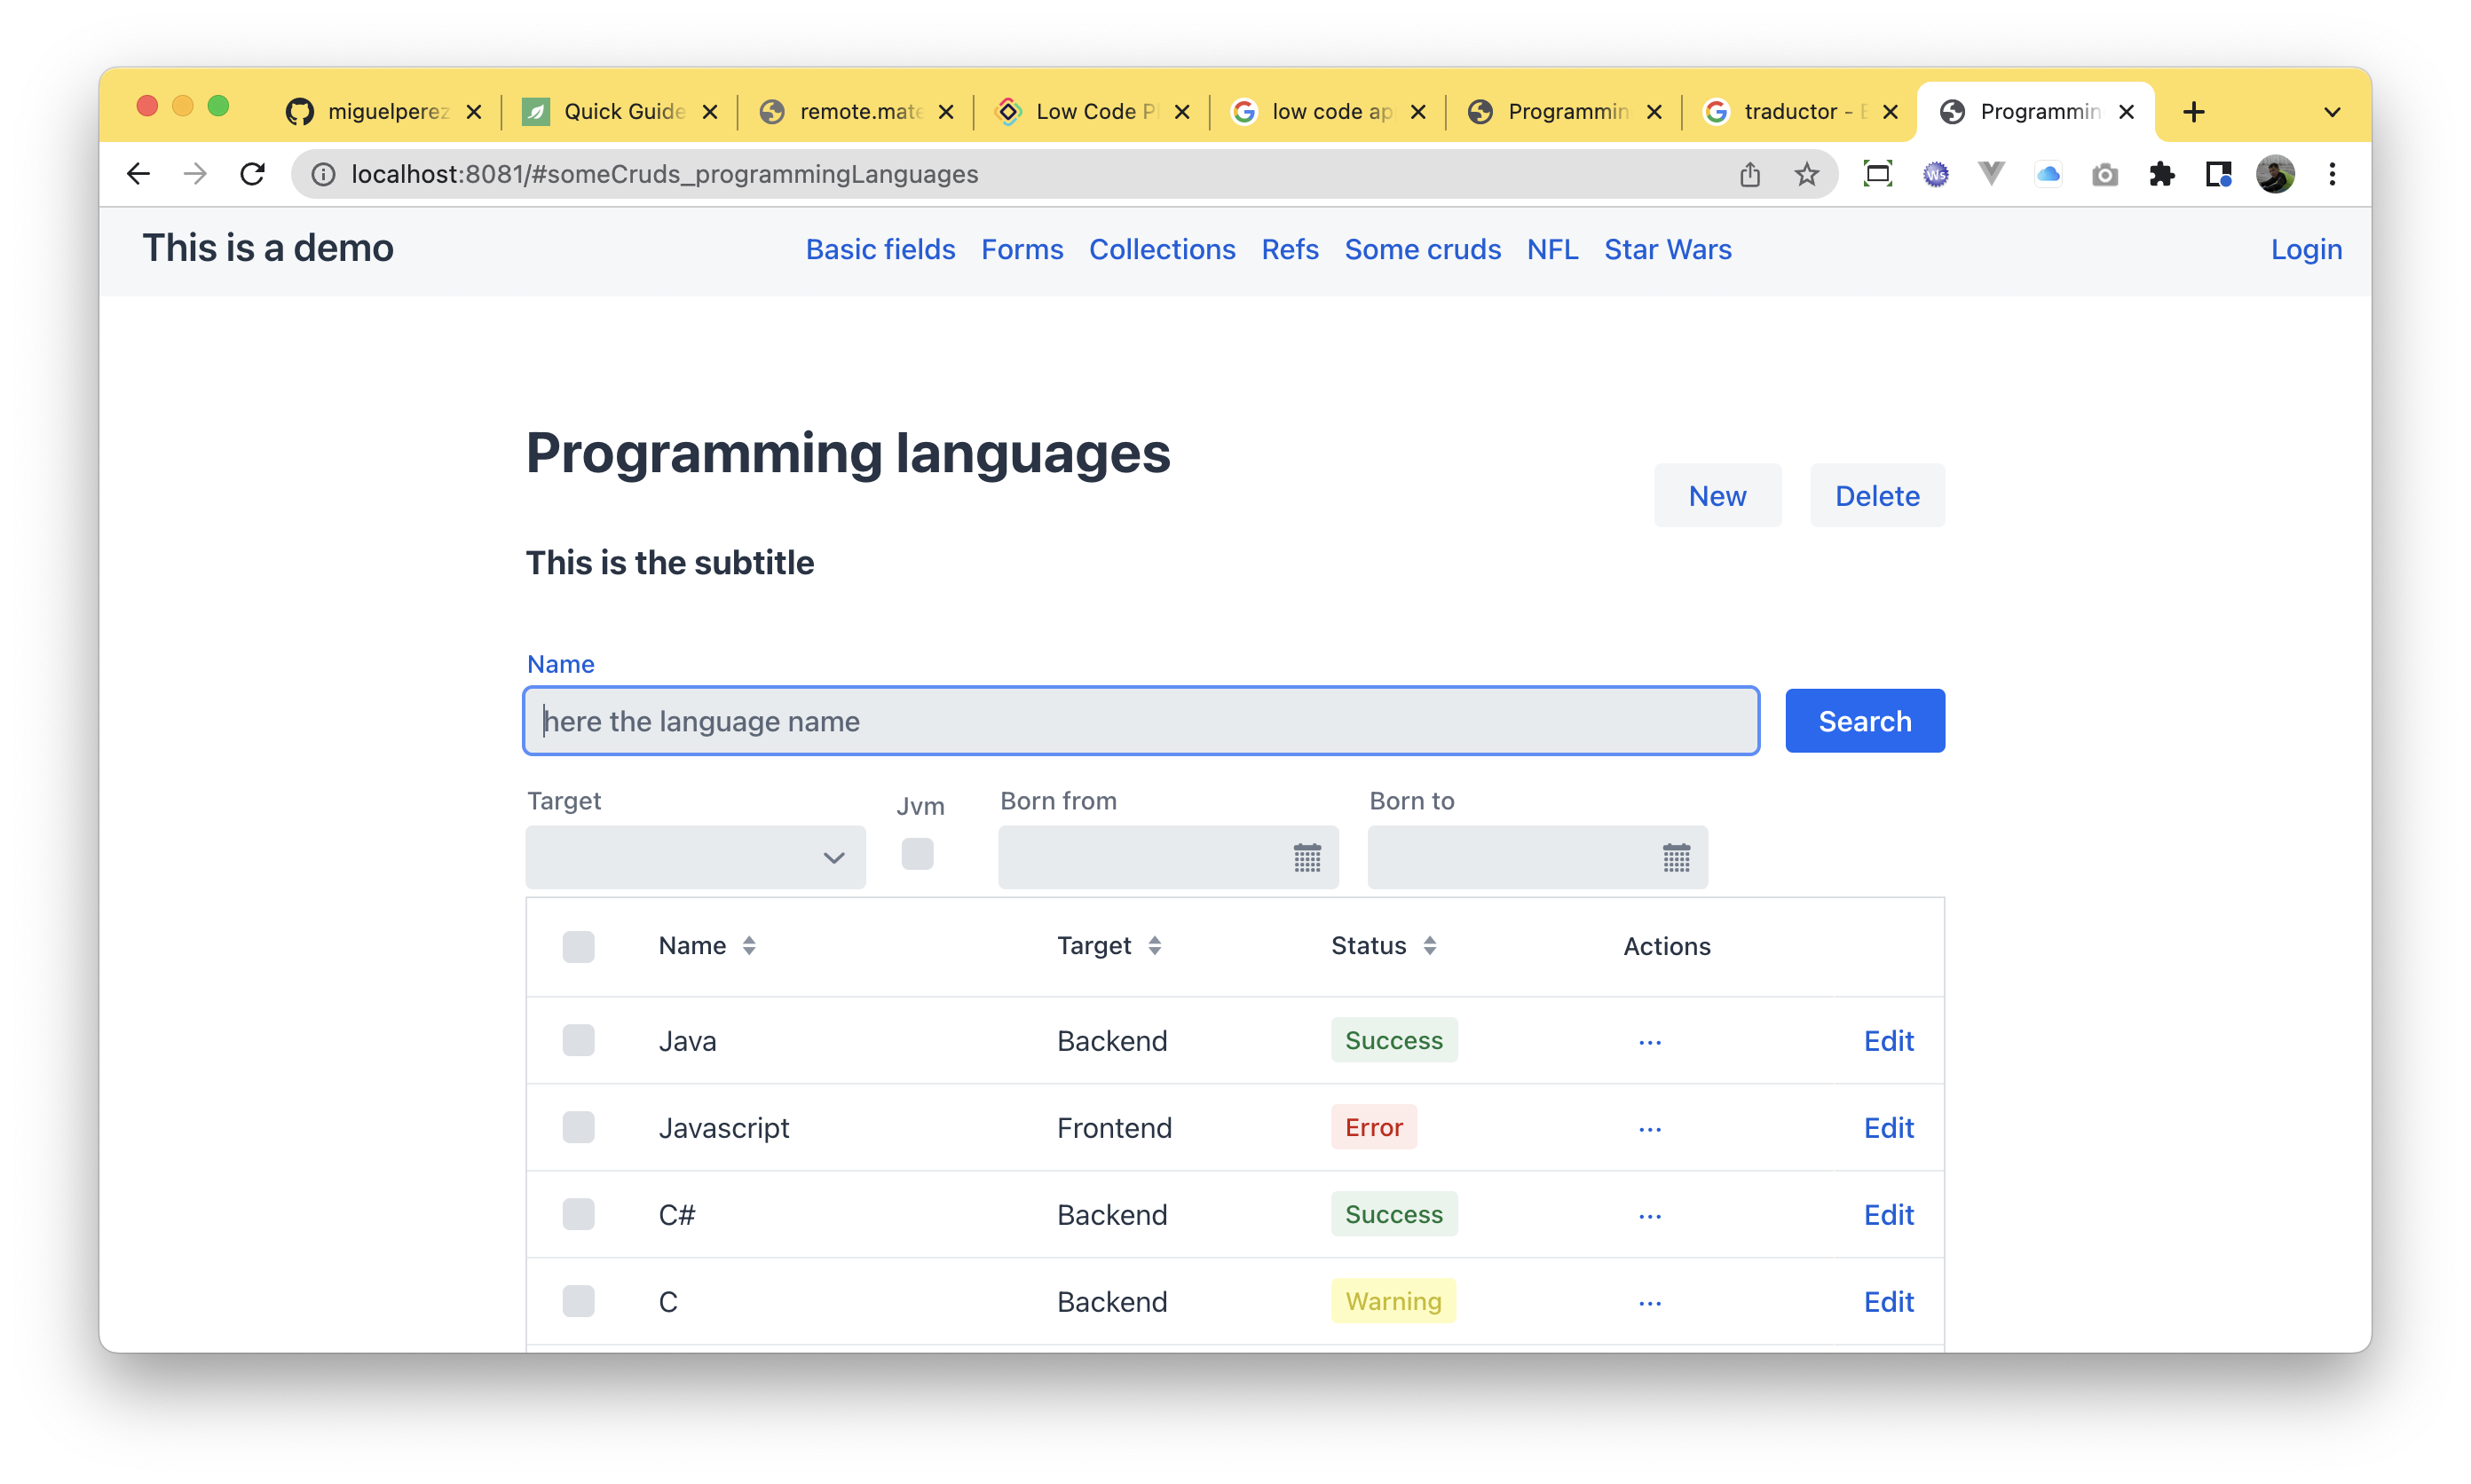 miguelperez Quick Guide remote.mate Low Code Pl low code ap Programmin traductor - Programmin
localhost:8081/#someCruds_programmingLanguages Ws
This is a demo Basic fields Forms Collections Refs Some cruds NFL Star Wars Login
Programming languages
New Delete
This is the subtitle
Name
here the language name Search
Target Jvm Born from Born to
Name Target Status Actions
Java Backend Success ... Edit
Javascript Frontend Error ... Edit
C# Backend Success ... Edit
C Backend Warning ... Edit